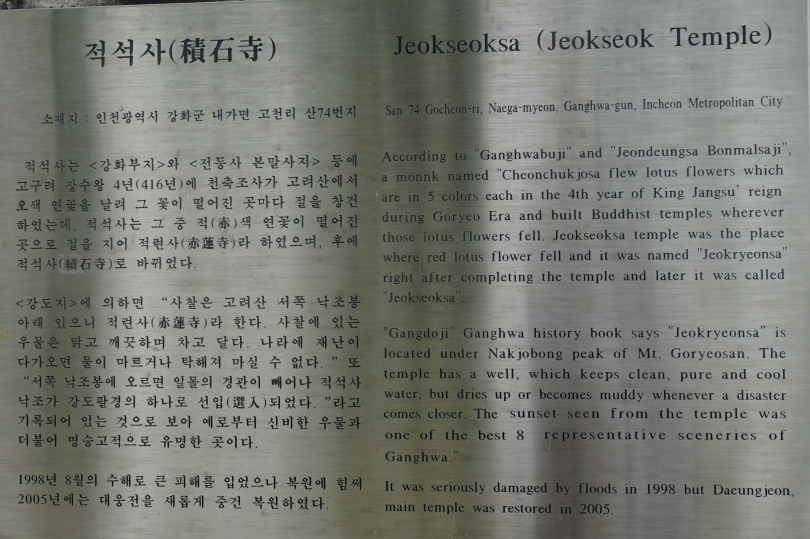 적석사(積石寺)
소재지 : 인천광역시 강화군 내가면 고천리 산74번지
적석사는 <강화부지>와 <전등사 본말사지> 등에
고구려 장수왕 4년(416년)에 천축조사가 고려산에서
오색 연꽃을 날려 그 꽃이 떨어진 곳마다 절을 창건
하였는데, 적석사는 그 중 적(赤)색 연꽃이 떨어진
곳으로 절을 지어 적련사(赤蓮寺)라 하였으며, 후에
적석사(績石寺)로 바뀌었다.
<강도지>에 의하면 “사찰은 고려산 서쪽 낙조봉
아래 있으니 적련사(赤蓮寺)라 한다. 사찰에 있는
우물은 맑고 깨끗하며 차고 달다. 나라에 재난이
다가오면 물이 마르거나 탁해져 마실 수 없다. ” 또
“서쪽 낙조봉에 오르면 일몰의 경관이 빼어나 적석사
낙조가 강도팔경의 하나로 선입(選入)되었다. ”라고
기록되어 있는 것으로 보아 예로부터 신비한 우물과
더불어 명승고적으로 유명한 곳이다.
1998년 8월의 수해로 큰 피해를 입었으나 복원에 힘써
2005년에는 대웅전을 새롭게 중건 복원하였다.
Jeokseoksa (Jeokseok Temple)
San 74 Gocheon-ri, Naega-myeon, Ganghwa-gun, Incheon Metropolitan City
According to "Ganghwabuji" and "Jeondeungsa Bonmalsaji",
a monnk named "Cheonchukjosa flew lotus flowers which
are in 5 colors each in the 4th year of King Jangsu' reign
during Goryeo Era and built Buddhist temples wherever
those lotus flowers fell. Jeokseoksa temple was the place
where red lotus flower fell and it was named "Jeokryeonsa"
right after completing the temple and later it was called
"Jeokseoksa".
"Gangdoji" Ganghwa history book says "Jeokryeonsa" is
located under Nakjobong peak of Mt. Goryeosan. The
temple has a well, which keeps clean, pure and cool
water, but dries up or becomes muddy whenever a disaster
comes closer. The sunset seen from the temple was
one of the best 8 representative sceneries of
Ganghwa."
It was seriously damaged by floods in 1998 but Daeungjeon,
main temple was restored in 2005.